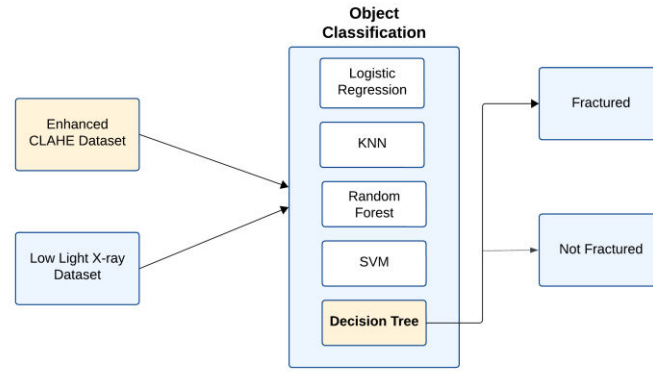 Object
Classification
Enhanced
CLAHE Dataset
Low Light X-ray
Dataset
Logistic
Regression
KNN
Random
Forest
SVM
Decision Tree
Fractured
Not Fractured